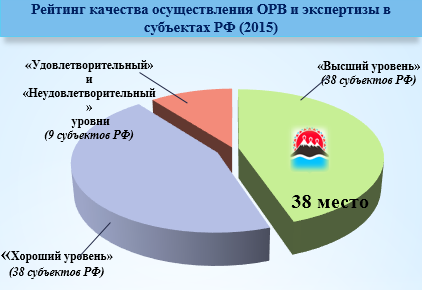 Рейтинг качества осуществления ОРВ и экспертизы в
субъектах РФ (2015)
«Удовлетворительный»
и
«Неудовлетворительный
»
уровни
(9 субъектов РФ)
«Высший уровень»
(38 субъектов РФ)
38 место
«Хороший уровень»
(38 субъектов РФ)